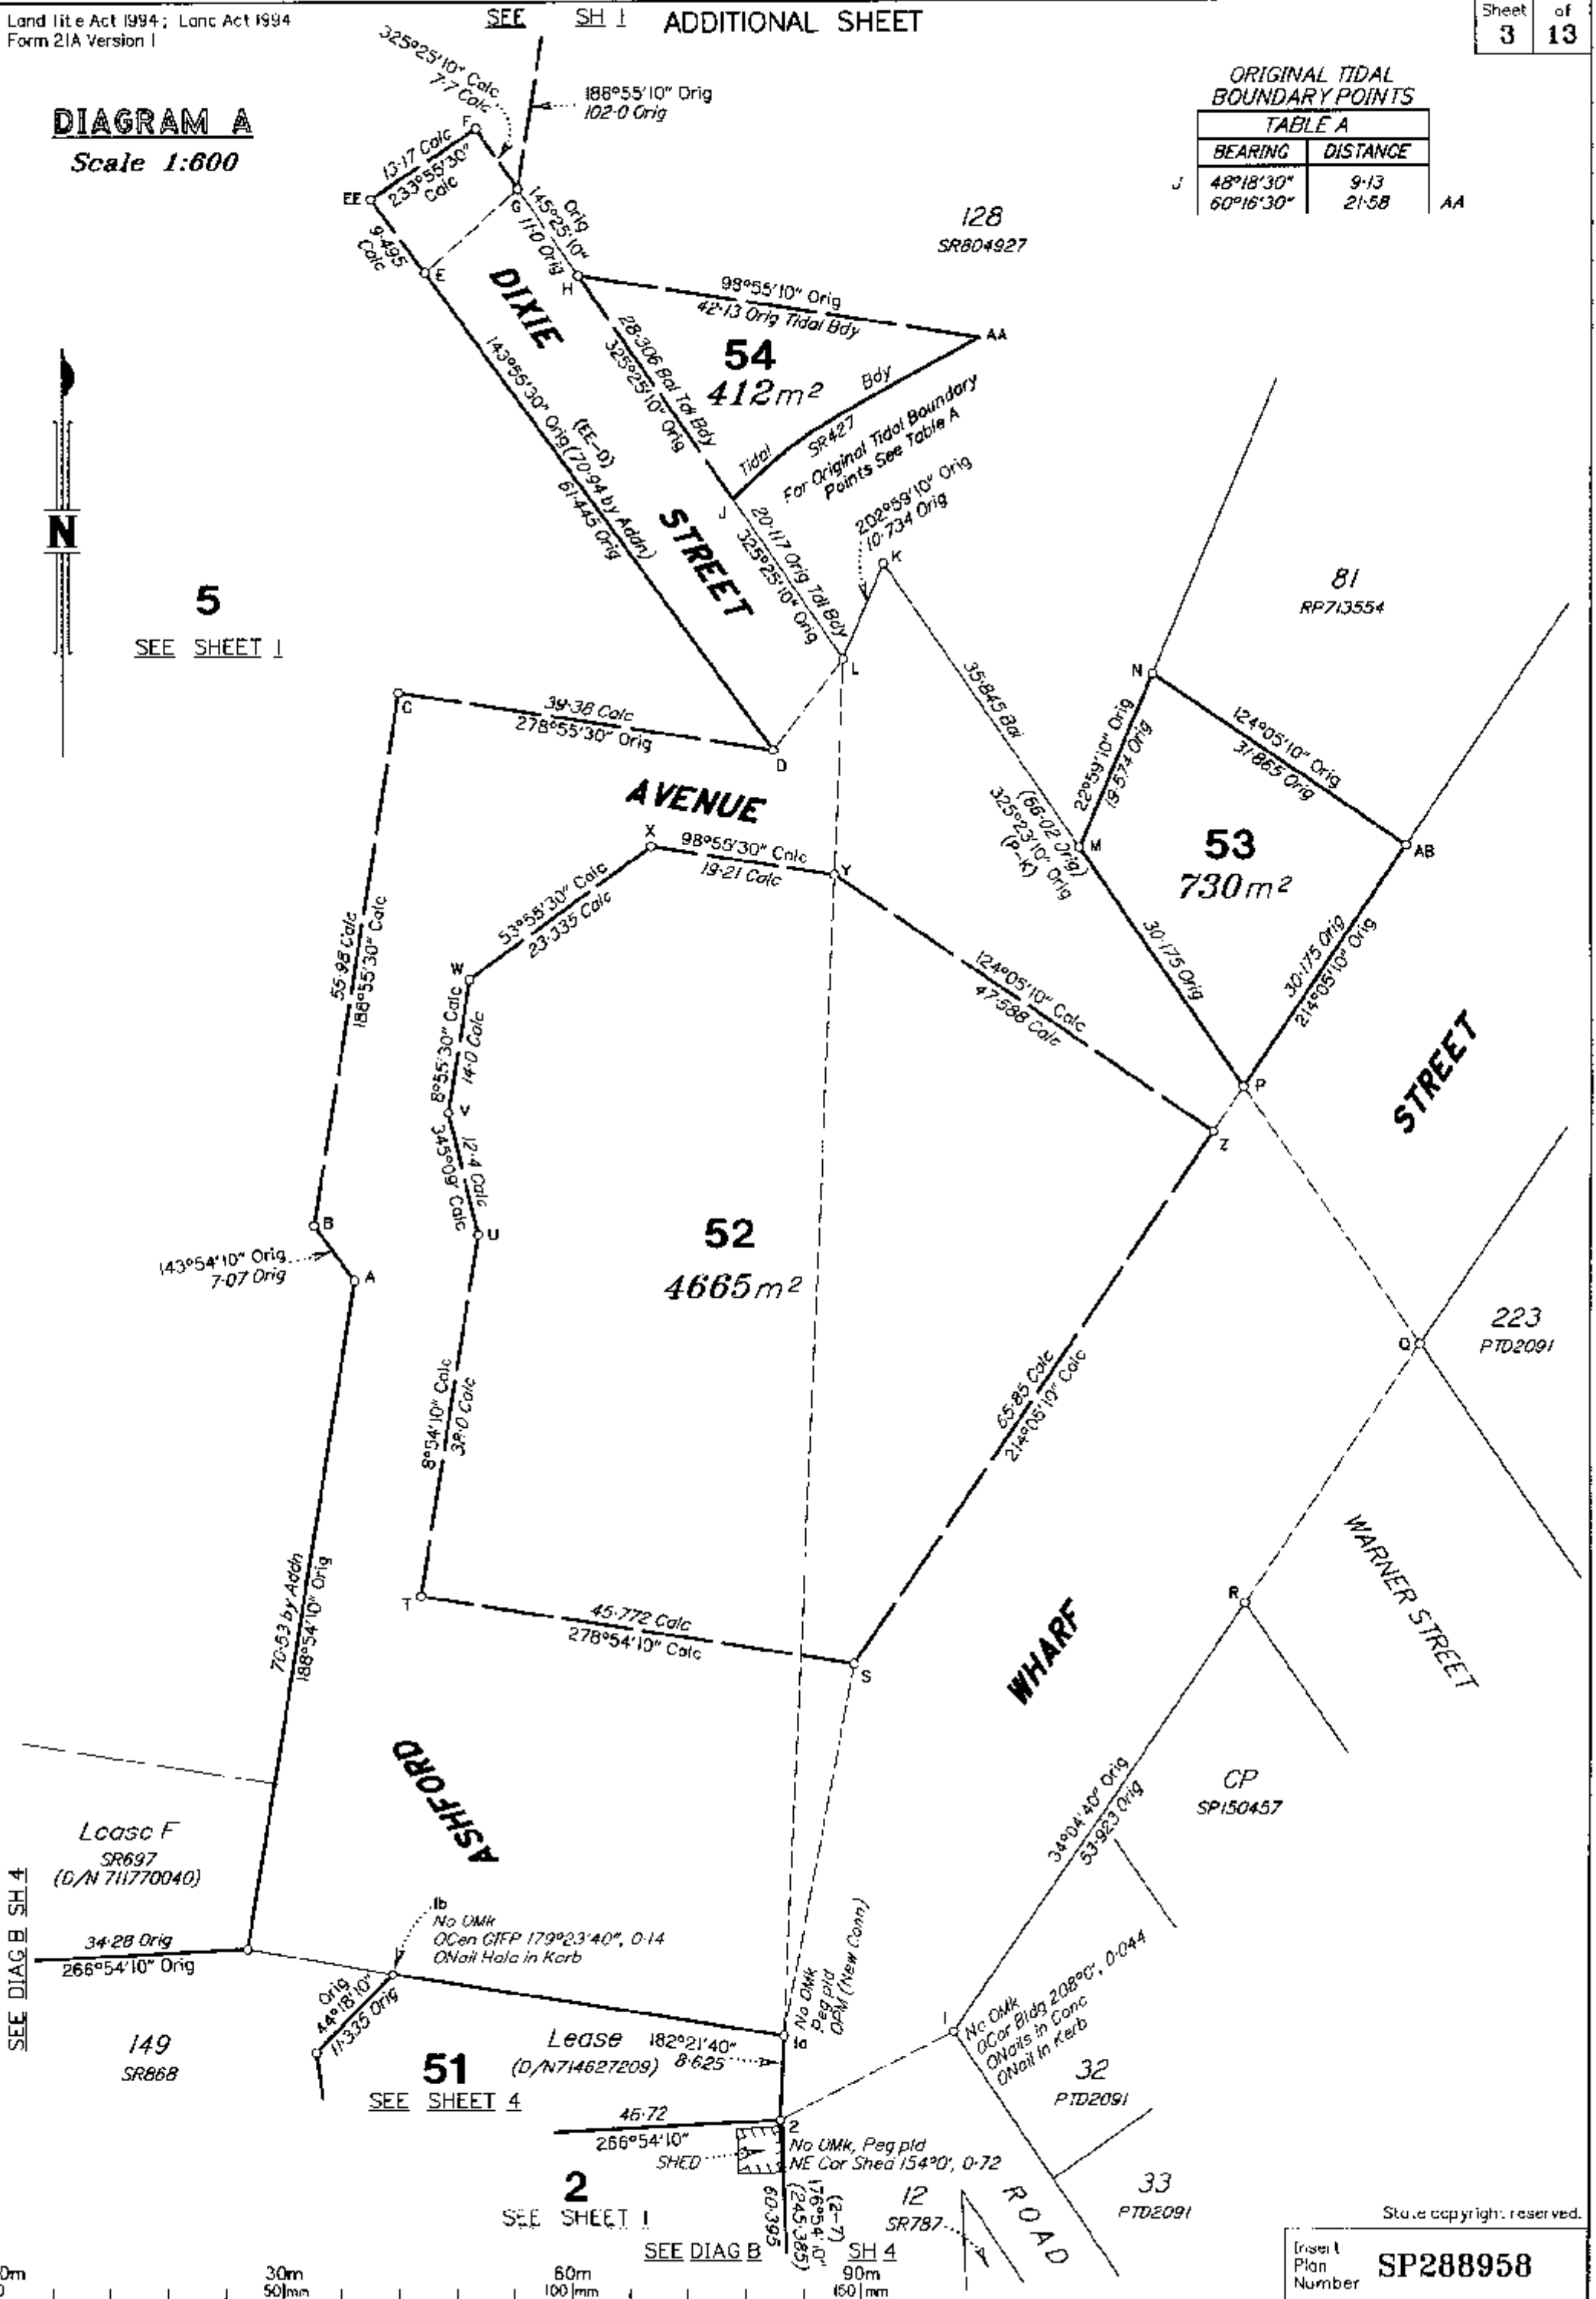 Land Title Act 1994; Land Act 1994
Form 21A Version 1
SEE SH 1
ADDITIONAL SHEET
Sheet of
3 13
DIAGRAM A
Scale 1:600
ORIGINAL TIDAL
BOUNDARY POINTS
TABLE A
BEARING DISTANCE
J 48°18'30" 9·13
60°16'30" 21·58 AA
325°25'10" Calc
7·7 Calc
188°55'10" Orig
102·0 Orig
F
13·17 Calc
233°55'30"
Calc
EE
9·495
Calc
E
G
145°25'10"
Orig
11·0 Orig
H
128
SR804927
98°55'10" Orig
42·13 Orig Tidal Bdy
AA
54
412m²
28·306 Bal Tdl Bdy
325°25'10" Orig
Tidal Bdy
SR427
For Original Tidal Boundary
Points See Table A
DIXIE
STREET
143°55'30" Orig (70·94 by Addn)
(EE-D)
61·445 Orig
J
20·117 Orig Tdl Bdy
325°25'10" Orig
202°59'10" Orig
10·734 Orig
K
L
N
5
SEE SHEET 1
81
RP713554
C
39·38 Calc
278°55'30" Orig
D
35·845 Bal
(66·02 Orig)
325°23'10" Orig
(P-K)
N
22°59'10" Orig
19·574 Orig
124°05'10" Orig
31·865 Orig
M
53
730m²
AB
30·175 Orig
30·175 Orig
214°05'10" Orig
P
AVENUE
X
98°55'30" Calc
19·21 Calc
Y
53°55'30" Calc
23·335 Calc
W
124°05'10" Calc
47·588 Calc
Z
55·98 Calc
188°55'30" Calc
8°55'30" Calc
14·0 Calc
V
12·4 Calc
345°09' Calc
U
B
143°54'10" Orig
7·07 Orig
A
52
4665m²
STREET
223
PTD2091
Q
65·85 Calc
214°05'10" Calc
8°54'10" Calc
38·0 Calc
T
45·772 Calc
278°54'10" Calc
S
70·53 by Addn
188°54'10" Orig
R
WARNER STREET
WHARF
ASHFORD
CP
SP150457
34°04'40" Orig
53·923 Orig
Lease F
SR697
(D/N 711770040)
SEE DIAG B SH 4
34·28 Orig
266°54'10" Orig
1b
No OMk
OCen GIFP 179°23'40", 0·14
ONail Hole in Kerb
Orig
44°18'10"
11·335 Orig
149
SR868
51
SEE SHEET 4
Lease
(D/N714627209)
182°21'40"
8·625
1a
No OMk
Peg pld
OPM (New Conn)
1
No OMk
OCor Bldg 208°0', 0·044
ONails in Conc
ONail in Kerb
32
PTD2091
46·72
266°54'10"
2
SHED
No OMk, Peg pld
NE Cor Shed 154°0', 0·72
2
SEE SHEET 1
60·395
(245·385)
176°54'10"
(2-7)
12
SR787
ROAD
33
PTD2091
SEE DIAG B SH 4
State copyright reserved.
Insert
Plan
Number
SP288958
0m 30m 60m 90m
0 50|mm 100|mm 150|mm